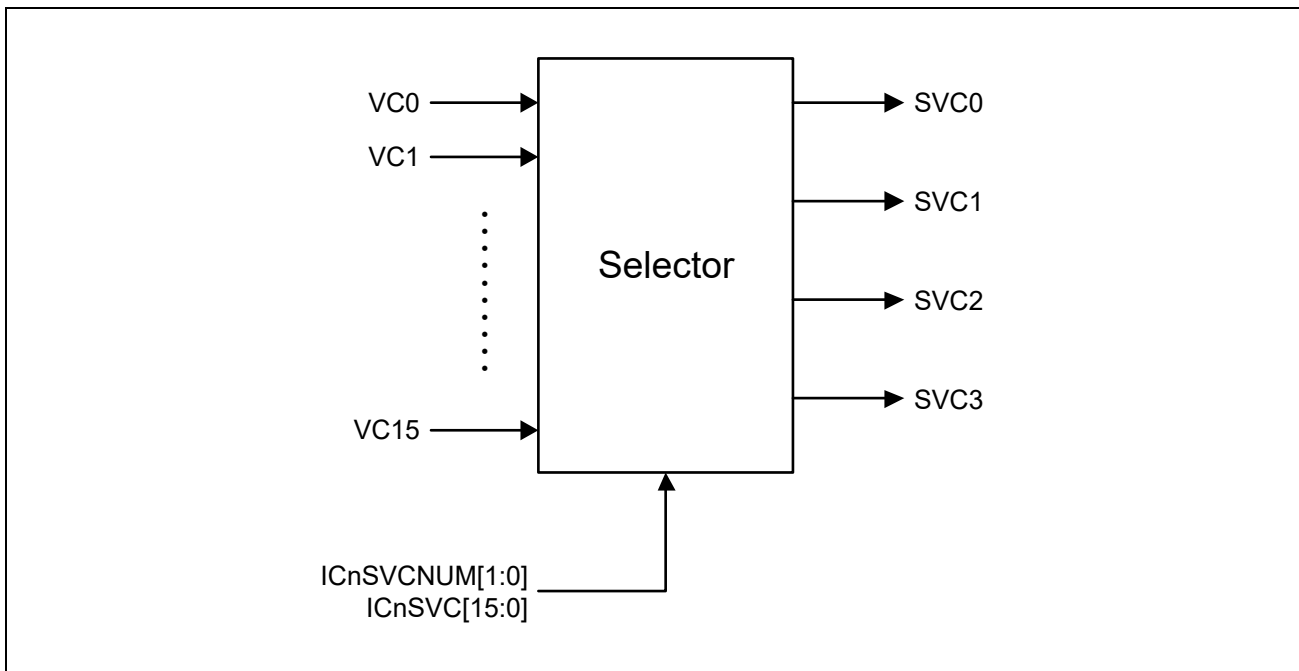 VC0
VC1
VC15
Selector
SVC0
SVC1
SVC2
SVC3
ICnSVCNUM[1:0]
ICnSVC[15:0]